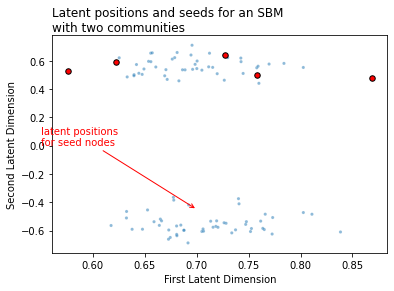 Latent positions and seeds for an SBM
with two communities
0.6
0.4
0.2
0.0
−0.2
−0.4
−0.6
Second Latent Dimension
latent positions
for seed nodes
0.60
0.65
0.70
0.75
0.80
0.85
First Latent Dimension